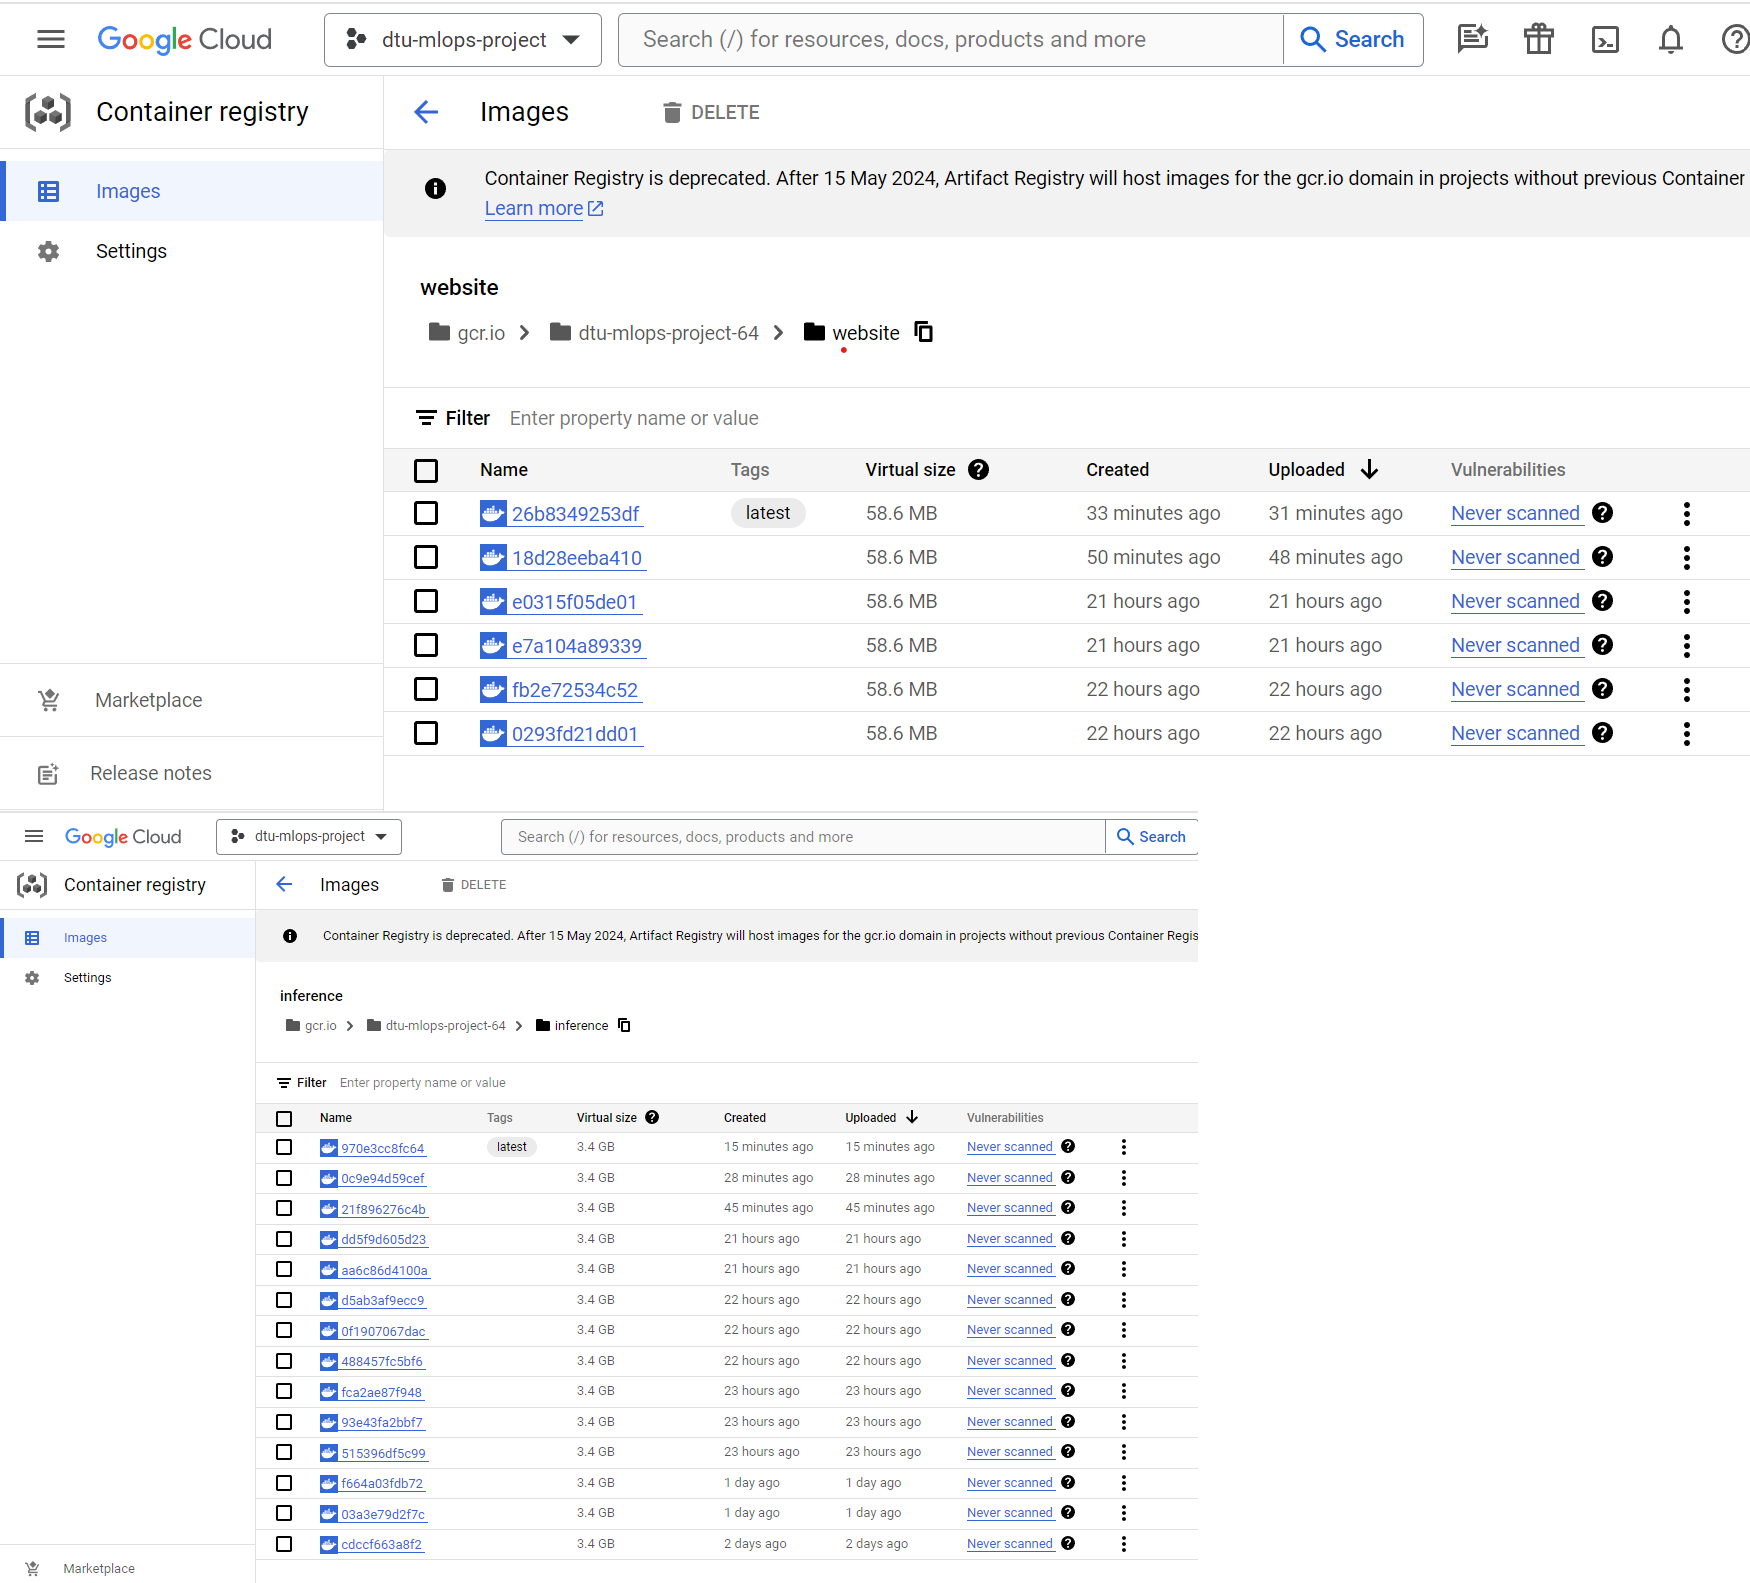 Google Cloud dtu-mlops-project Search (/) for resources, docs, products and more Search
Container registry Images DELETE
Images
Settings
Marketplace
Release notes
Container Registry is deprecated. After 15 May 2024, Artifact Registry will host images for the gcr.io domain in projects without previous Container
Learn more
website
gcr.io dtu-mlops-project-64 website
Filter Enter property name or value
Name Tags Virtual size Created Uploaded Vulnerabilities
26b8349253df latest 58.6 MB 33 minutes ago 31 minutes ago Never scanned
18d28eeba410 58.6 MB 50 minutes ago 48 minutes ago Never scanned
e0315f05de01 58.6 MB 21 hours ago 21 hours ago Never scanned
e7a104a89339 58.6 MB 21 hours ago 21 hours ago Never scanned
fb2e72534c52 58.6 MB 22 hours ago 22 hours ago Never scanned
0293fd21dd01 58.6 MB 22 hours ago 22 hours ago Never scanned
Google Cloud dtu-mlops-project Search (/) for resources, docs, products and more Search
Container registry Images DELETE
Images
Settings
Marketplace
Container Registry is deprecated. After 15 May 2024, Artifact Registry will host images for the gcr.io domain in projects without previous Container Regis
inference
gcr.io dtu-mlops-project-64 inference
Filter Enter property name or value
Name Tags Virtual size Created Uploaded Vulnerabilities
970e3cc8fc64 latest 3.4 GB 15 minutes ago 15 minutes ago Never scanned
0c9e94d59cef 3.4 GB 28 minutes ago 28 minutes ago Never scanned
21f896276c4b 3.4 GB 45 minutes ago 45 minutes ago Never scanned
dd5f9d605d23 3.4 GB 21 hours ago 21 hours ago Never scanned
aa6c86d4100a 3.4 GB 21 hours ago 21 hours ago Never scanned
d5ab3af9ecc9 3.4 GB 22 hours ago 22 hours ago Never scanned
0f1907067dac 3.4 GB 22 hours ago 22 hours ago Never scanned
488457fc5bf6 3.4 GB 22 hours ago 22 hours ago Never scanned
fca2ae87f948 3.4 GB 23 hours ago 23 hours ago Never scanned
93e43fa2bbf7 3.4 GB 23 hours ago 23 hours ago Never scanned
515396df5c99 3.4 GB 23 hours ago 23 hours ago Never scanned
f664a03fdb72 3.4 GB 1 day ago 1 day ago Never scanned
03a3e79d2f7c 3.4 GB 1 day ago 1 day ago Never scanned
cdccf663a8f2 3.4 GB 2 days ago 2 days ago Never scanned